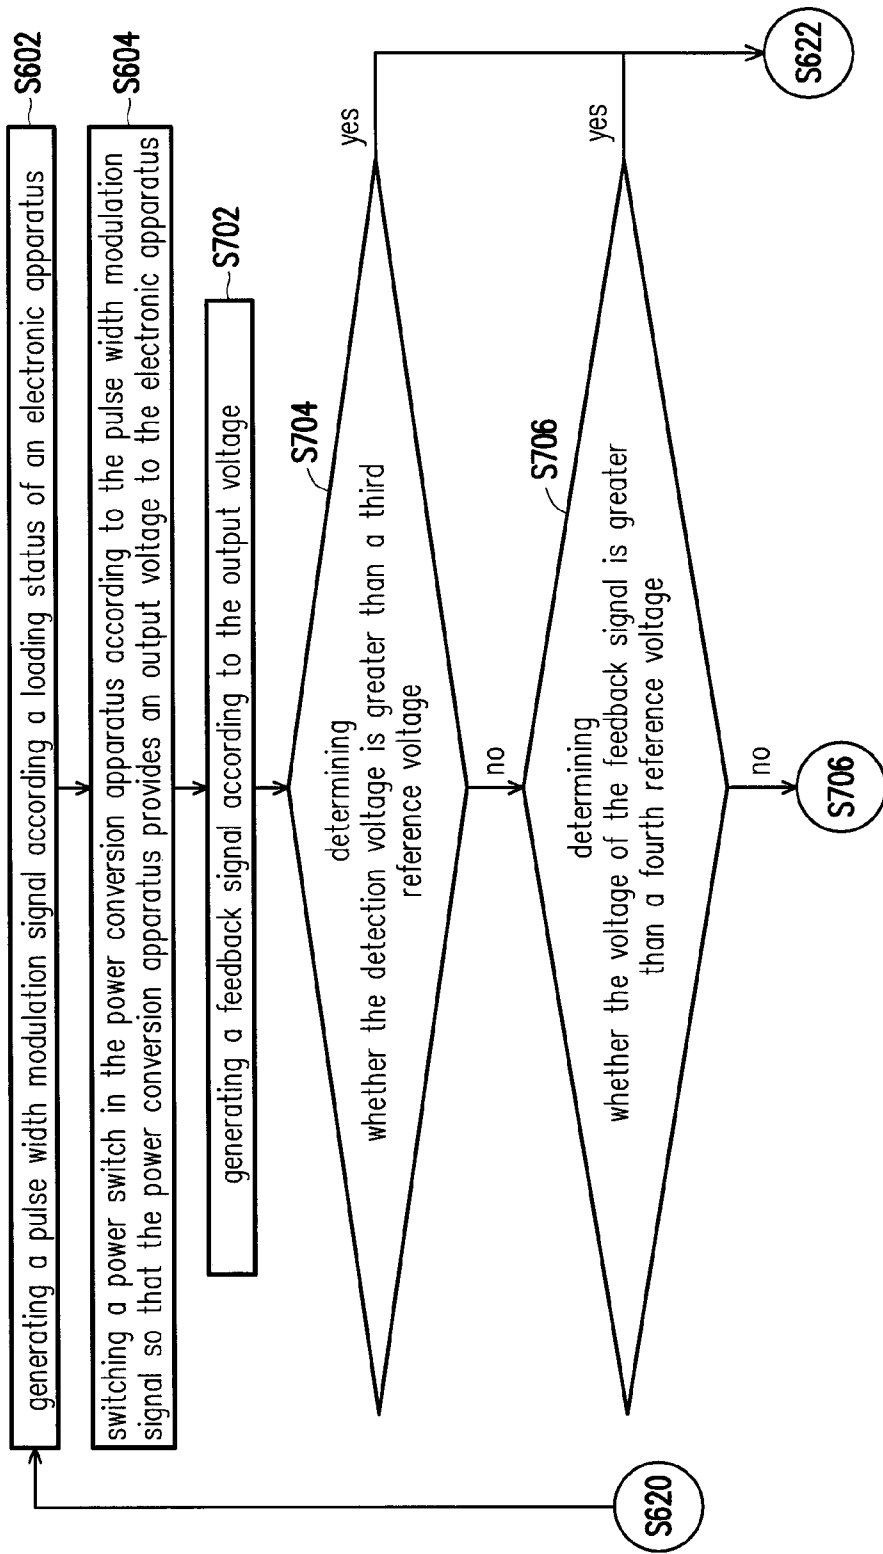 generating a pulse width modulation signal according a loading status of an electronic apparatus
S602
switching a power switch in the power conversion apparatus according to the pulse width modulation
signal so that the power conversion apparatus provides an output voltage to the electronic apparatus
S604
generating a feedback signal according to the output voltage
S702
S704
determining
whether the detection voltage is greater than a third
reference voltage
yes
no
S706
determining
whether the voltage of the feedback signal is greater
than a fourth reference voltage
yes
no
S620
S706
S622